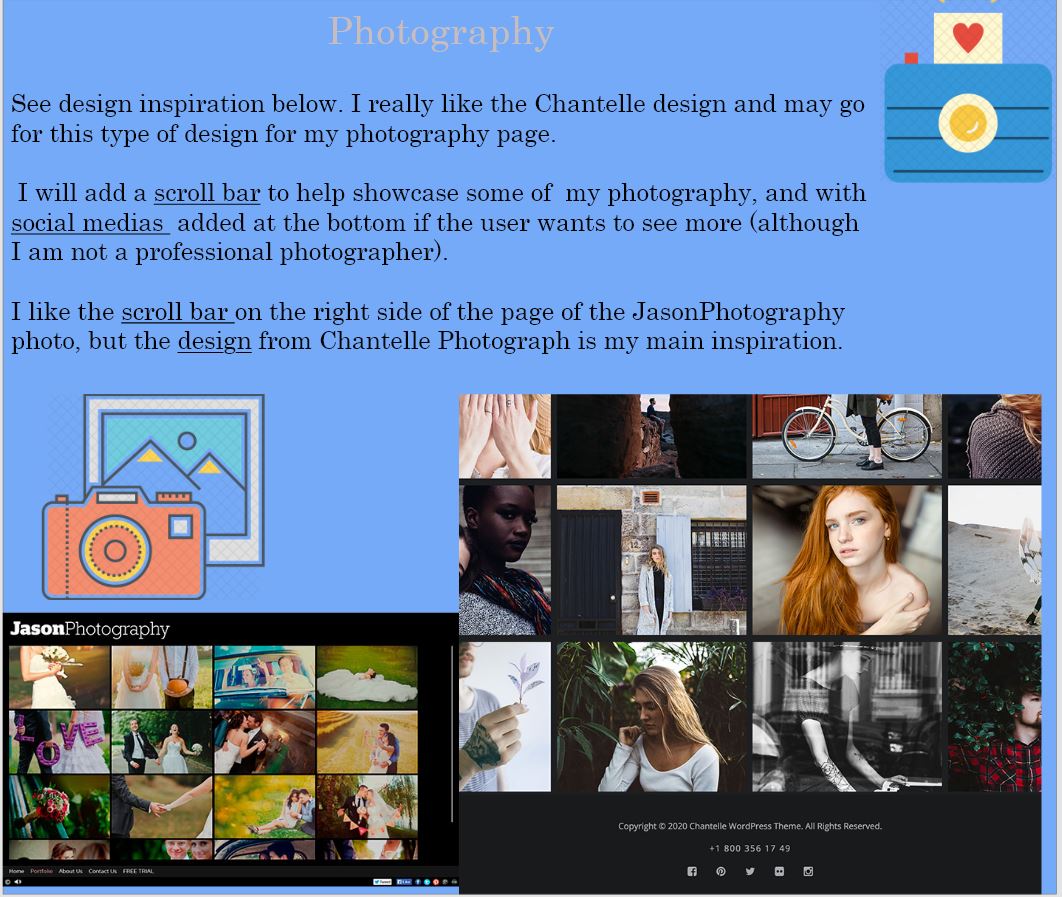 Photography
See design inspiration below. I really like the Chantelle design and may go
for this type of design for my photography page.
I will add a scroll bar to help showcase some of  my photography, and with
social medias  added at the bottom if the user wants to see more (although
I am not a professional photographer).
I like the scroll bar on the right side of the page of the JasonPhotography
photo, but the design from Chantelle Photograph is my main inspiration.
JasonPhotography
LOVE
Home Portfolio About Us Contact Us FREE TRIAL
Tweet
Like
Copyright © 2020 Chantelle WordPress Theme. All Rights Reserved.
+1 800 356 17 49